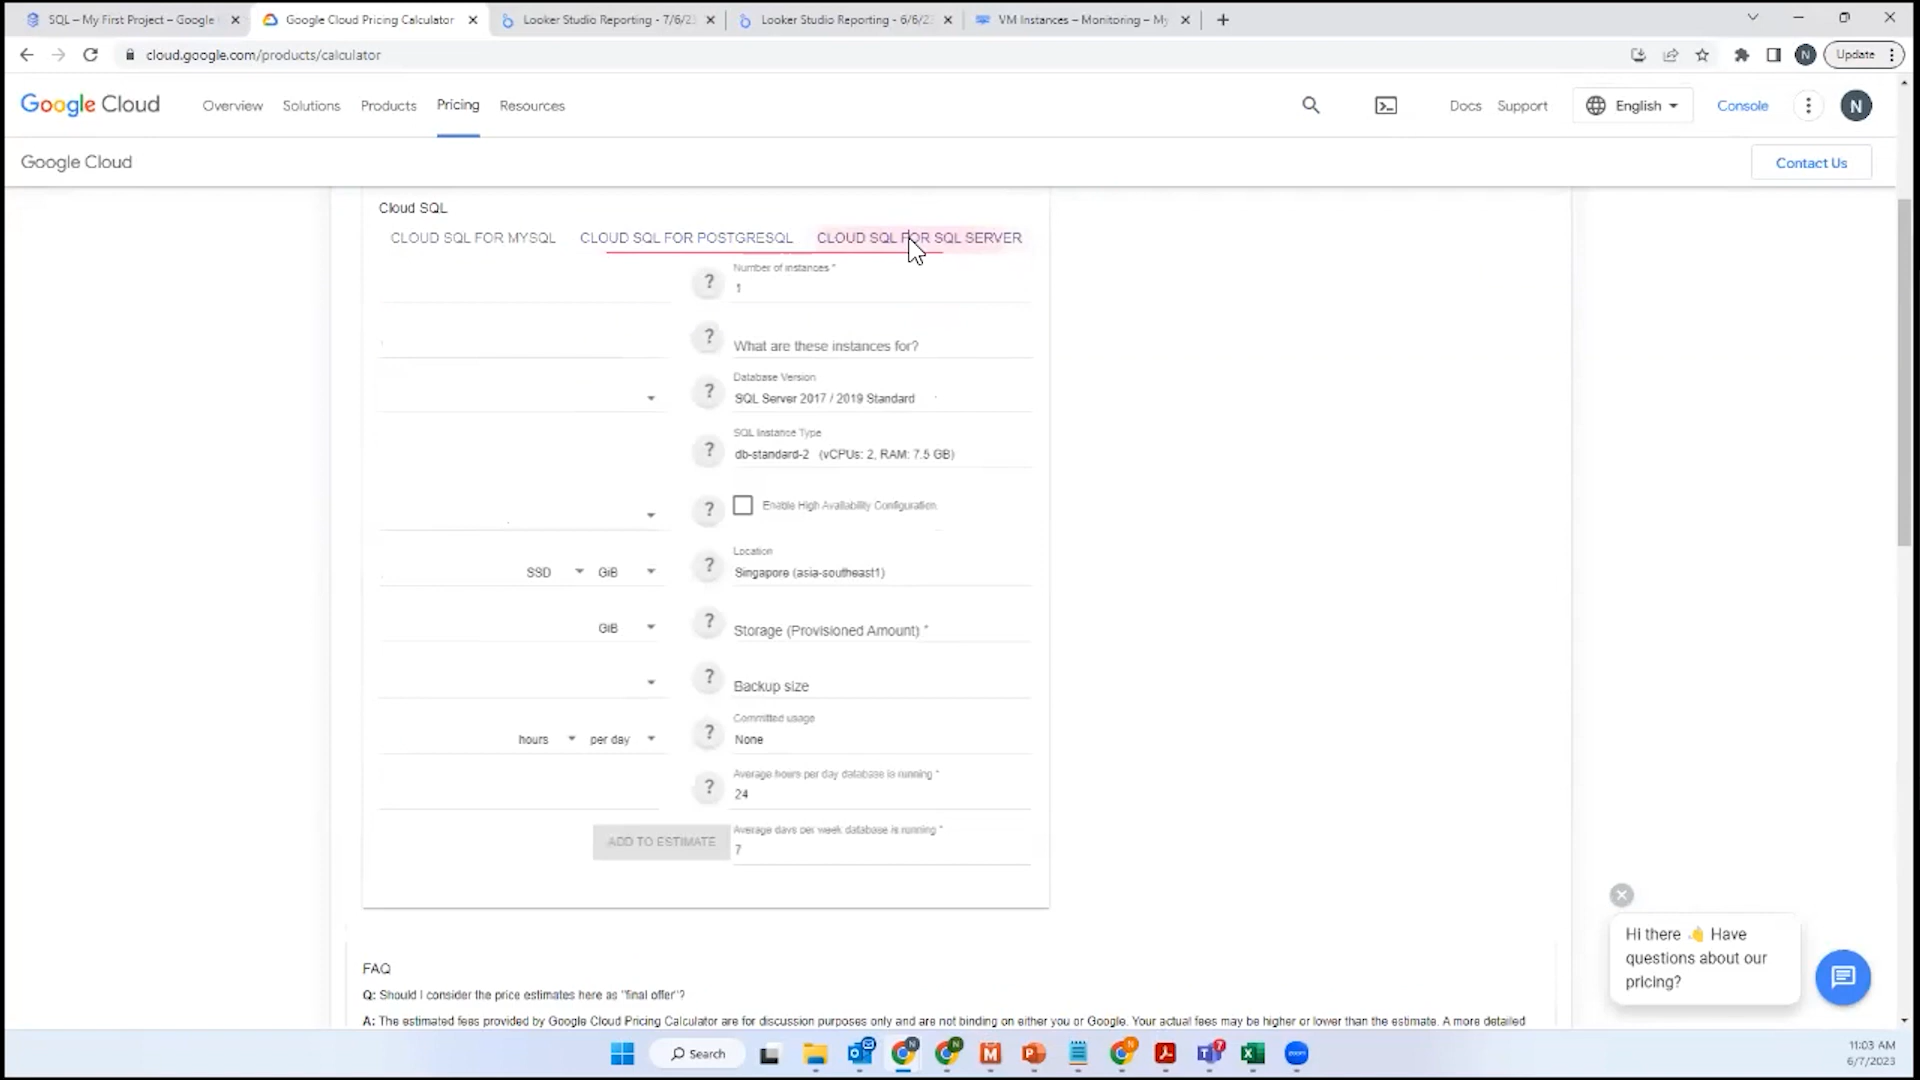 SQL – My First Project – Google
Google Cloud Pricing Calculator
Looker Studio Reporting - 7/6/2
Looker Studio Reporting - 6/6/2
VM Instances – Monitoring – My
cloud.google.com/products/calculator
N
Update
Google Cloud
Overview
Solutions
Products
Pricing
Resources
Docs
Support
English
Console
N
Google Cloud
Contact Us
Cloud SQL
CLOUD SQL FOR MYSQL
CLOUD SQL FOR POSTGRESQL
CLOUD SQL FOR SQL SERVER
Number of instances *
?
1
?
What are these instances for?
Database Version
?
SQL Server 2017 / 2019 Standard
SQL Instance Type
?
db-standard-2 (vCPUs: 2, RAM: 7.5 GB)
?
Enable High Availability Configuration
Location
SSD
GiB
?
Singapore (asia-southeast1)
GiB
?
Storage (Provisioned Amount) *
?
Backup size
Committed usage
hours
per day
?
None
Average hours per day database is running *
?
24
ADD TO ESTIMATE
Average days per week database is running *
7
Hi there 👋 Have
questions about our
pricing?
FAQ
Q: Should I consider the price estimates here as "final offer"?
A: The estimated fees provided by Google Cloud Pricing Calculator are for discussion purposes only and are not binding on either you or Google. Your actual fees may be higher or lower than the estimate. A more detailed
Search
11:03 AM
6/7/2023